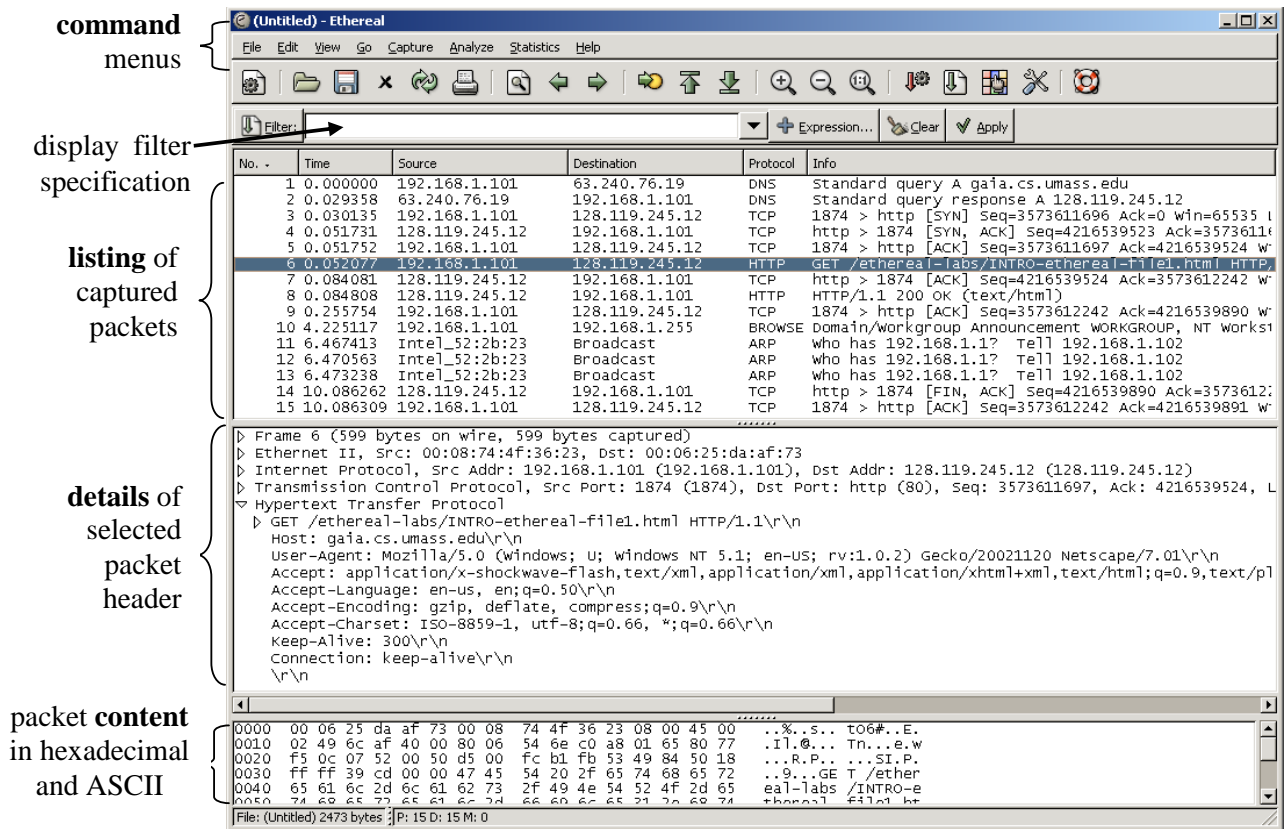 command
menus
display filter
specification
listing of
captured
packets
details of
selected
packet
header
packet content
in hexadecimal
and ASCII
(Untitled) - Ethereal
File Edit View Go Capture Analyze Statistics Help
Filter: Expression... Clear Apply
No. Time Source Destination Protocol Info
1 0.000000 192.168.1.101 63.240.76.19 DNS Standard query A gaia.cs.umass.edu
2 0.029358 63.240.76.19 192.168.1.101 DNS Standard query response A 128.119.245.12
3 0.030135 192.168.1.101 128.119.245.12 TCP 1874 > http [SYN] Seq=3573611696 Ack=0 Win=65535 L
4 0.051731 128.119.245.12 192.168.1.101 TCP http > 1874 [SYN, ACK] Seq=4216539523 Ack=35736116
5 0.051752 192.168.1.101 128.119.245.12 TCP 1874 > http [ACK] Seq=3573611697 Ack=4216539524 W
6 0.052077 192.168.1.101 128.119.245.12 HTTP GET /ethereal-labs/INTRO-ethereal-file1.html HTTP/
7 0.084081 128.119.245.12 192.168.1.101 TCP http > 1874 [ACK] Seq=4216539524 Ack=3573612242 W
8 0.084808 128.119.245.12 192.168.1.101 HTTP HTTP/1.1 200 OK (text/html)
9 0.255754 192.168.1.101 128.119.245.12 TCP 1874 > http [ACK] Seq=3573612242 Ack=4216539890 W
10 4.225117 192.168.1.101 192.168.1.255 BROWSE Domain/Workgroup Announcement WORKGROUP, NT Workst
11 6.467413 Intel_52:2b:23 Broadcast ARP who has 192.168.1.1? Tell 192.168.1.102
12 6.470563 Intel_52:2b:23 Broadcast ARP who has 192.168.1.1? Tell 192.168.1.102
13 6.473238 Intel_52:2b:23 Broadcast ARP who has 192.168.1.1? Tell 192.168.1.102
14 10.086262 128.119.245.12 192.168.1.101 TCP http > 1874 [FIN, ACK] Seq=4216539890 Ack=35736122
15 10.086309 192.168.1.101 128.119.245.12 TCP 1874 > http [ACK] Seq=3573612242 Ack=4216539891 W
Frame 6 (599 bytes on wire, 599 bytes captured)
Ethernet II, Src: 00:08:74:4f:36:23, Dst: 00:06:25:da:af:73
Internet Protocol, Src Addr: 192.168.1.101 (192.168.1.101), Dst Addr: 128.119.245.12 (128.119.245.12)
Transmission Control Protocol, Src Port: 1874 (1874), Dst Port: http (80), Seq: 3573611697, Ack: 4216539524, L
Hypertext Transfer Protocol
GET /ethereal-labs/INTRO-ethereal-file1.html HTTP/1.1\r\n
Host: gaia.cs.umass.edu\r\n
User-Agent: Mozilla/5.0 (Windows; U; Windows NT 5.1; en-US; rv:1.0.2) Gecko/20021120 Netscape/7.01\r\n
Accept: application/x-shockwave-flash,text/xml,application/xml,application/xhtml+xml,text/html;q=0.9,text/pl
Accept-Language: en-us, en;q=0.50\r\n
Accept-Encoding: gzip, deflate, compress;q=0.9\r\n
Accept-Charset: ISO-8859-1, utf-8;q=0.66, *;q=0.66\r\n
Keep-Alive: 300\r\n
Connection: keep-alive\r\n
\r\n
0000 00 06 25 da af 73 00 08 74 4f 36 23 08 00 45 00 ..%..s.. tO6#..E.
0010 02 49 6c af 40 00 80 06 54 6e c0 a8 01 65 80 77 .Il.@... Tn...e.w
0020 f5 0c 07 52 00 50 d5 00 fc b1 fb 53 49 84 50 18 ...R.P.. ...SI.P.
0030 ff ff 39 cd 00 00 47 45 54 20 2f 65 74 68 65 72 ..9...GE T /ether
0040 65 61 6c 2d 6c 61 62 73 2f 49 4e 54 52 4f 2d 65 eal-labs /INTRO-e
0050 74 68 65 72 65 61 6c 2d 66 69 6c 65 31 2e 68 74 thereal- file1.ht
File: (Untitled) 2473 bytes P: 15 D: 15 M: 0